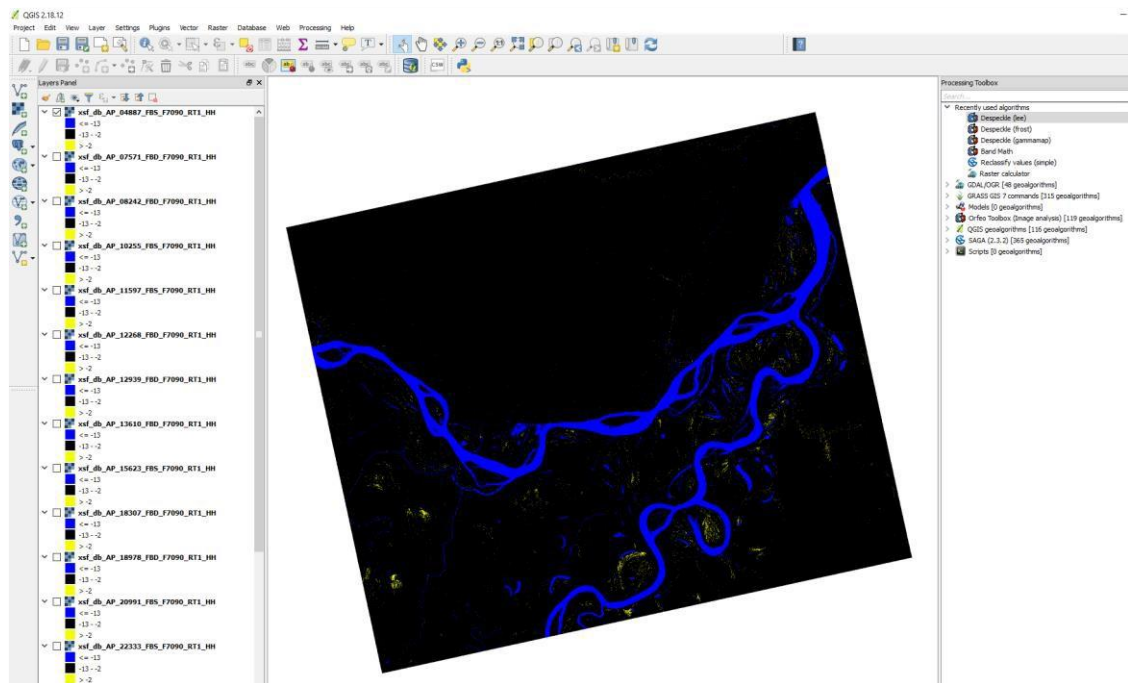 QGIS 2.18.12
Project Edit View Layer Settings Plugins Vector Raster Database Web Processing Help
Layers Panel
xsf_db_AP_04887_FBS_F7090_RT1_HH
<= -13
-13 - -2
> -2
xsf_db_AP_07571_FBD_F7090_RT1_HH
<= -13
-13 - -2
> -2
xsf_db_AP_08242_FBD_F7090_RT1_HH
<= -13
-13 - -2
> -2
xsf_db_AP_10255_FBS_F7090_RT1_HH
<= -13
-13 - -2
> -2
xsf_db_AP_11597_FBS_F7090_RT1_HH
<= -13
-13 - -2
> -2
xsf_db_AP_12268_FBS_F7090_RT1_HH
<= -13
-13 - -2
> -2
xsf_db_AP_12939_FBD_F7090_RT1_HH
<= -13
-13 - -2
> -2
xsf_db_AP_13610_FBD_F7090_RT1_HH
<= -13
-13 - -2
> -2
xsf_db_AP_15623_FBS_F7090_RT1_HH
<= -13
-13 - -2
> -2
xsf_db_AP_18307_FBD_F7090_RT1_HH
<= -13
-13 - -2
> -2
xsf_db_AP_18978_FBD_F7090_RT1_HH
<= -13
-13 - -2
> -2
xsf_db_AP_20991_FBS_F7090_RT1_HH
<= -13
-13 - -2
> -2
xsf_db_AP_22333_FBS_F7090_RT1_HH
<= -13
-13 - -2
> -2
Processing Toolbox
Search...
Recently used algorithms
Despeckle (lee)
Despeckle (frost)
Despeckle (gammamap)
Band Math
Reclassify values (simple)
Raster calculator
GDAL/OGR [48 geoalgorithms]
GRASS GIS 7 commands [315 geoalgorithms]
Models [0 geoalgorithms]
Orfeo Toolbox (Image analysis) [119 geoalgorithms]
QGIS geoalgorithms [116 geoalgorithms]
SAGA (2.3.2) [365 geoalgorithms]
Scripts [0 geoalgorithms]